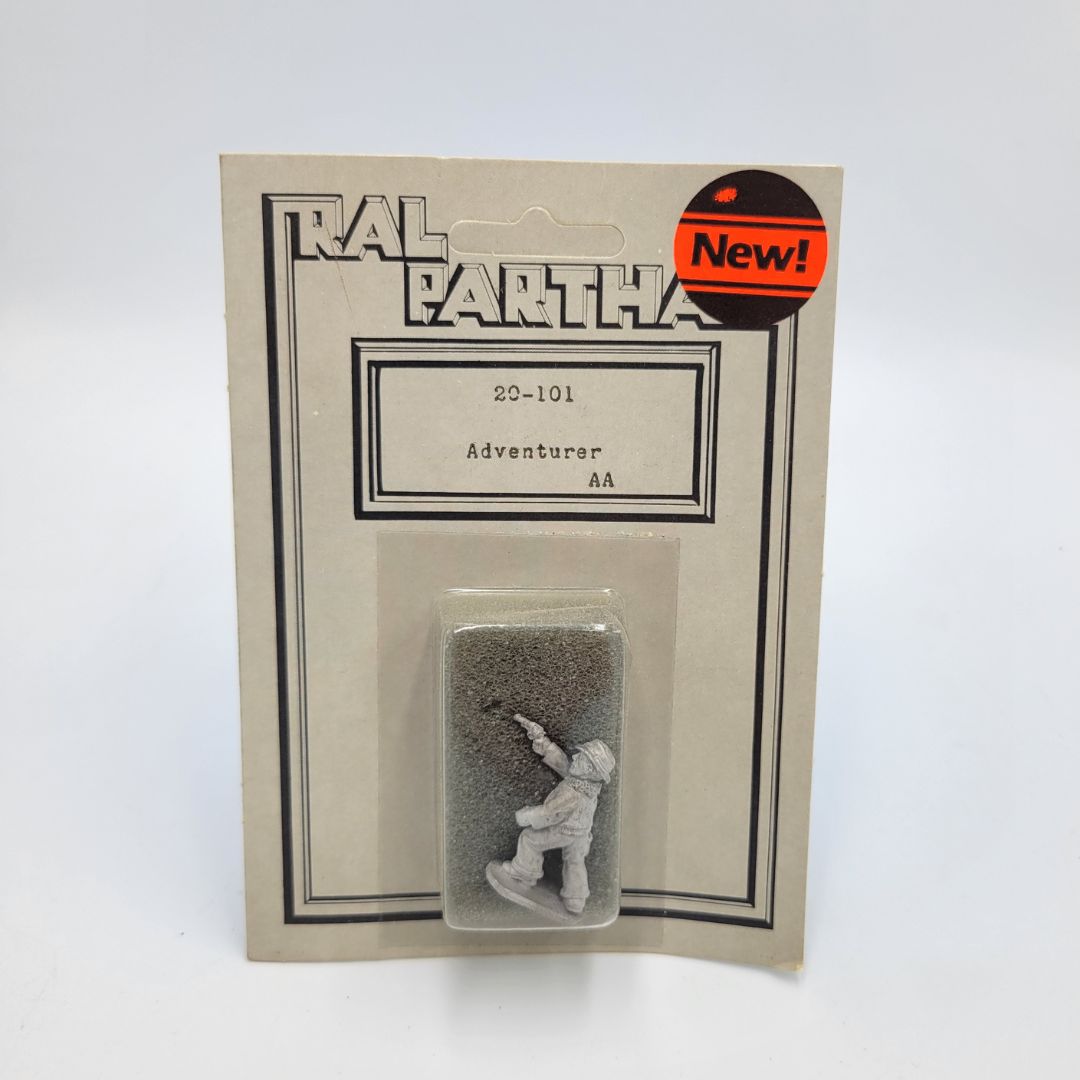 RAL
PARTHA
New!
20-101
Adventurer
AA